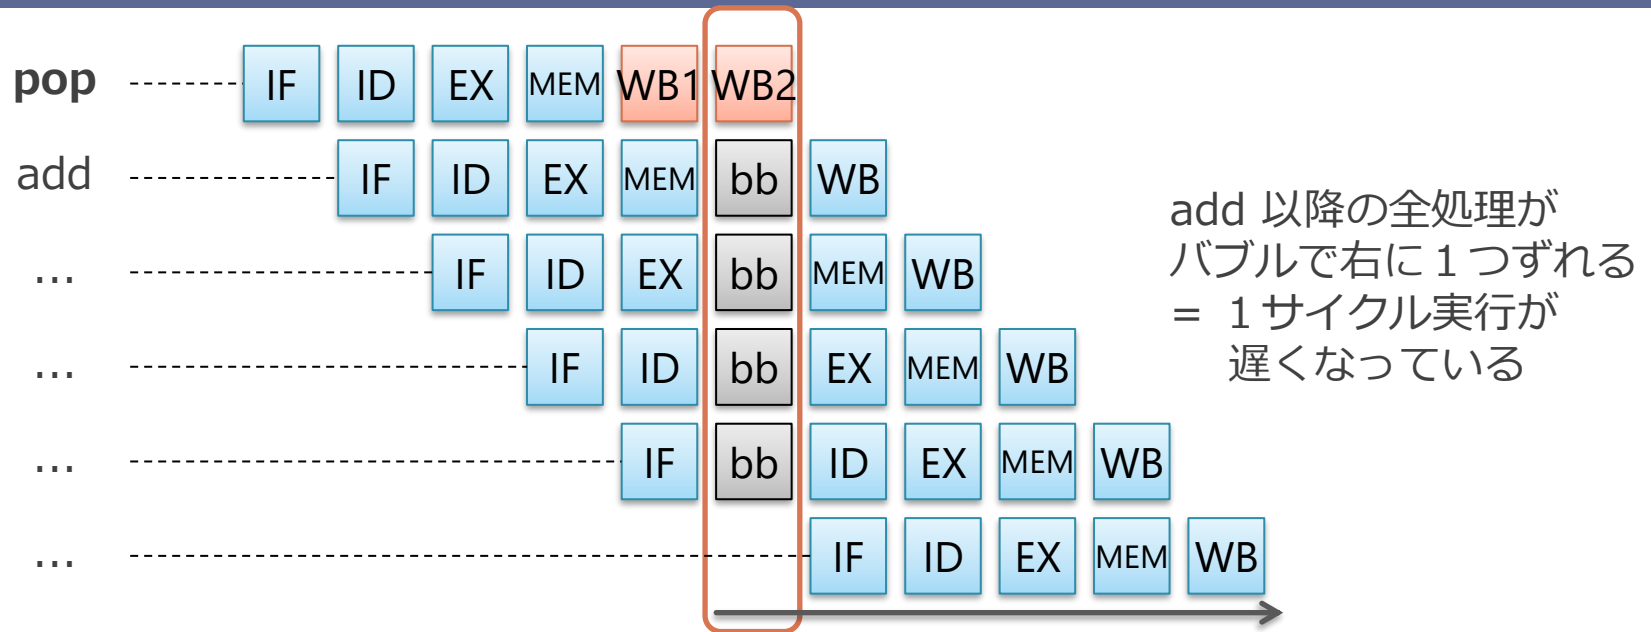 pop IF ID EX MEM WB1 WB2
add IF ID EX MEM bb WB
... IF ID EX bb MEM WB
... IF ID bb EX MEM WB
... IF bb ID EX MEM WB
... IF ID EX MEM WB
add 以降の全処理が
バブルで右に１つずれる
= １サイクル実行が
遅くなっている